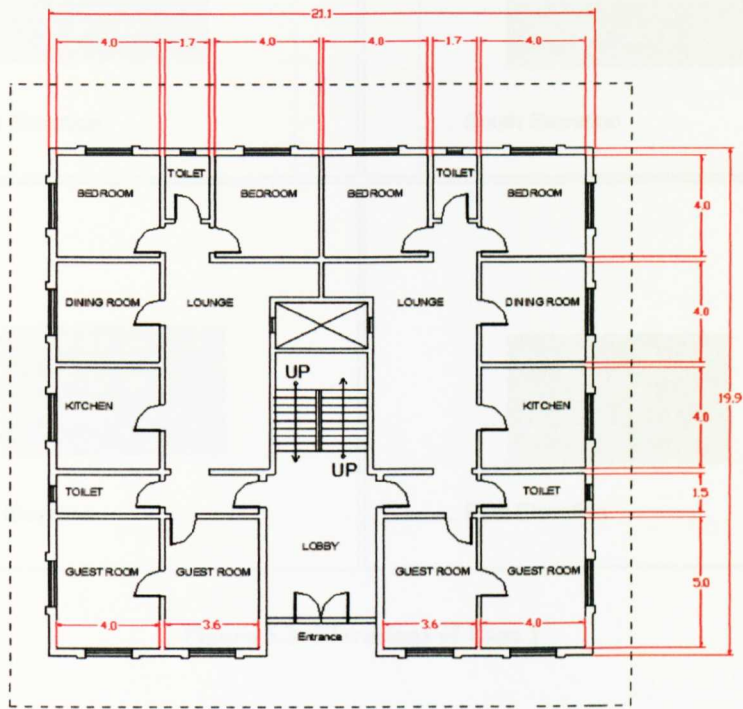 21.1
4.0 1.7 4.0 4.0 1.7 4.0
TOILET TOILET
BEDROOM BEDROOM BEDROOM BEDROOM
4.0
DINING ROOM LOUNGE LOUNGE DINING ROOM
4.0
UP
KITCHEN KITCHEN
4.0
19.9
UP
TOILET TOILET
1.5
LOBBY
GUEST ROOM GUEST ROOM GUEST ROOM GUEST ROOM
5.0
4.0 3.6 3.6 4.0
Entrance